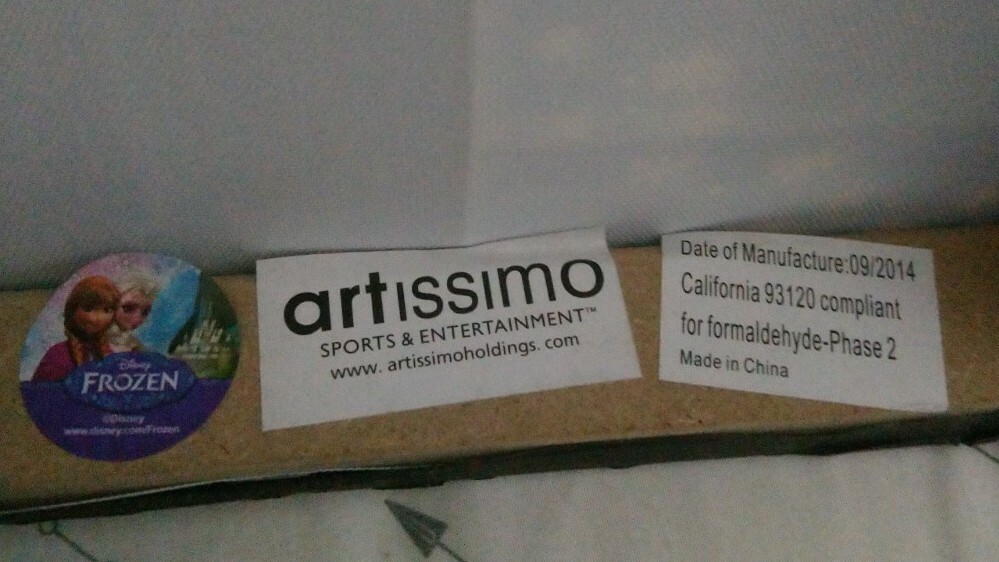 Disney
FROZEN
©Disney
www.disney.com/Frozen
artissimo
SPORTS & ENTERTAINMENT™
www. artissimoholdings. com
Date of Manufacture:09/2014
California 93120 compliant
for formaldehyde-Phase 2
Made in China